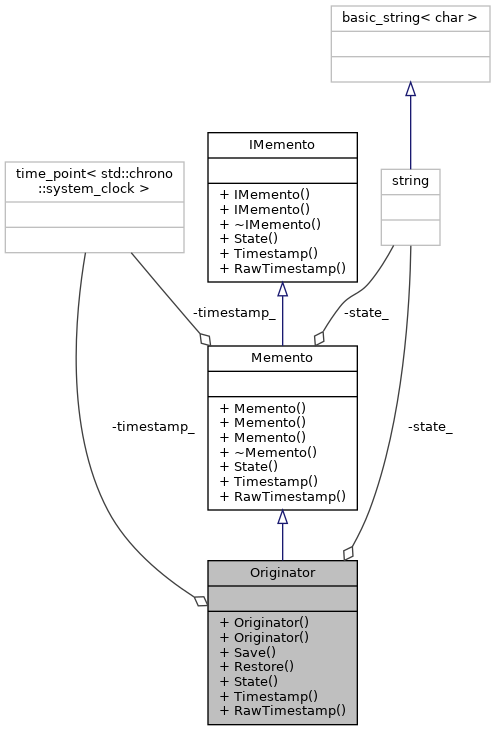 basic_string< char >
IMemento
+ IMemento()
+ IMemento()
+ ~IMemento()
+ State()
+ Timestamp()
+ RawTimestamp()
time_point< std::chrono
::system_clock >
string
-timestamp_
-state_
Memento
+ Memento()
+ Memento()
+ Memento()
+ ~Memento()
+ State()
+ Timestamp()
+ RawTimestamp()
-timestamp_
-state_
Originator
+ Originator()
+ Originator()
+ Save()
+ Restore()
+ State()
+ Timestamp()
+ RawTimestamp()